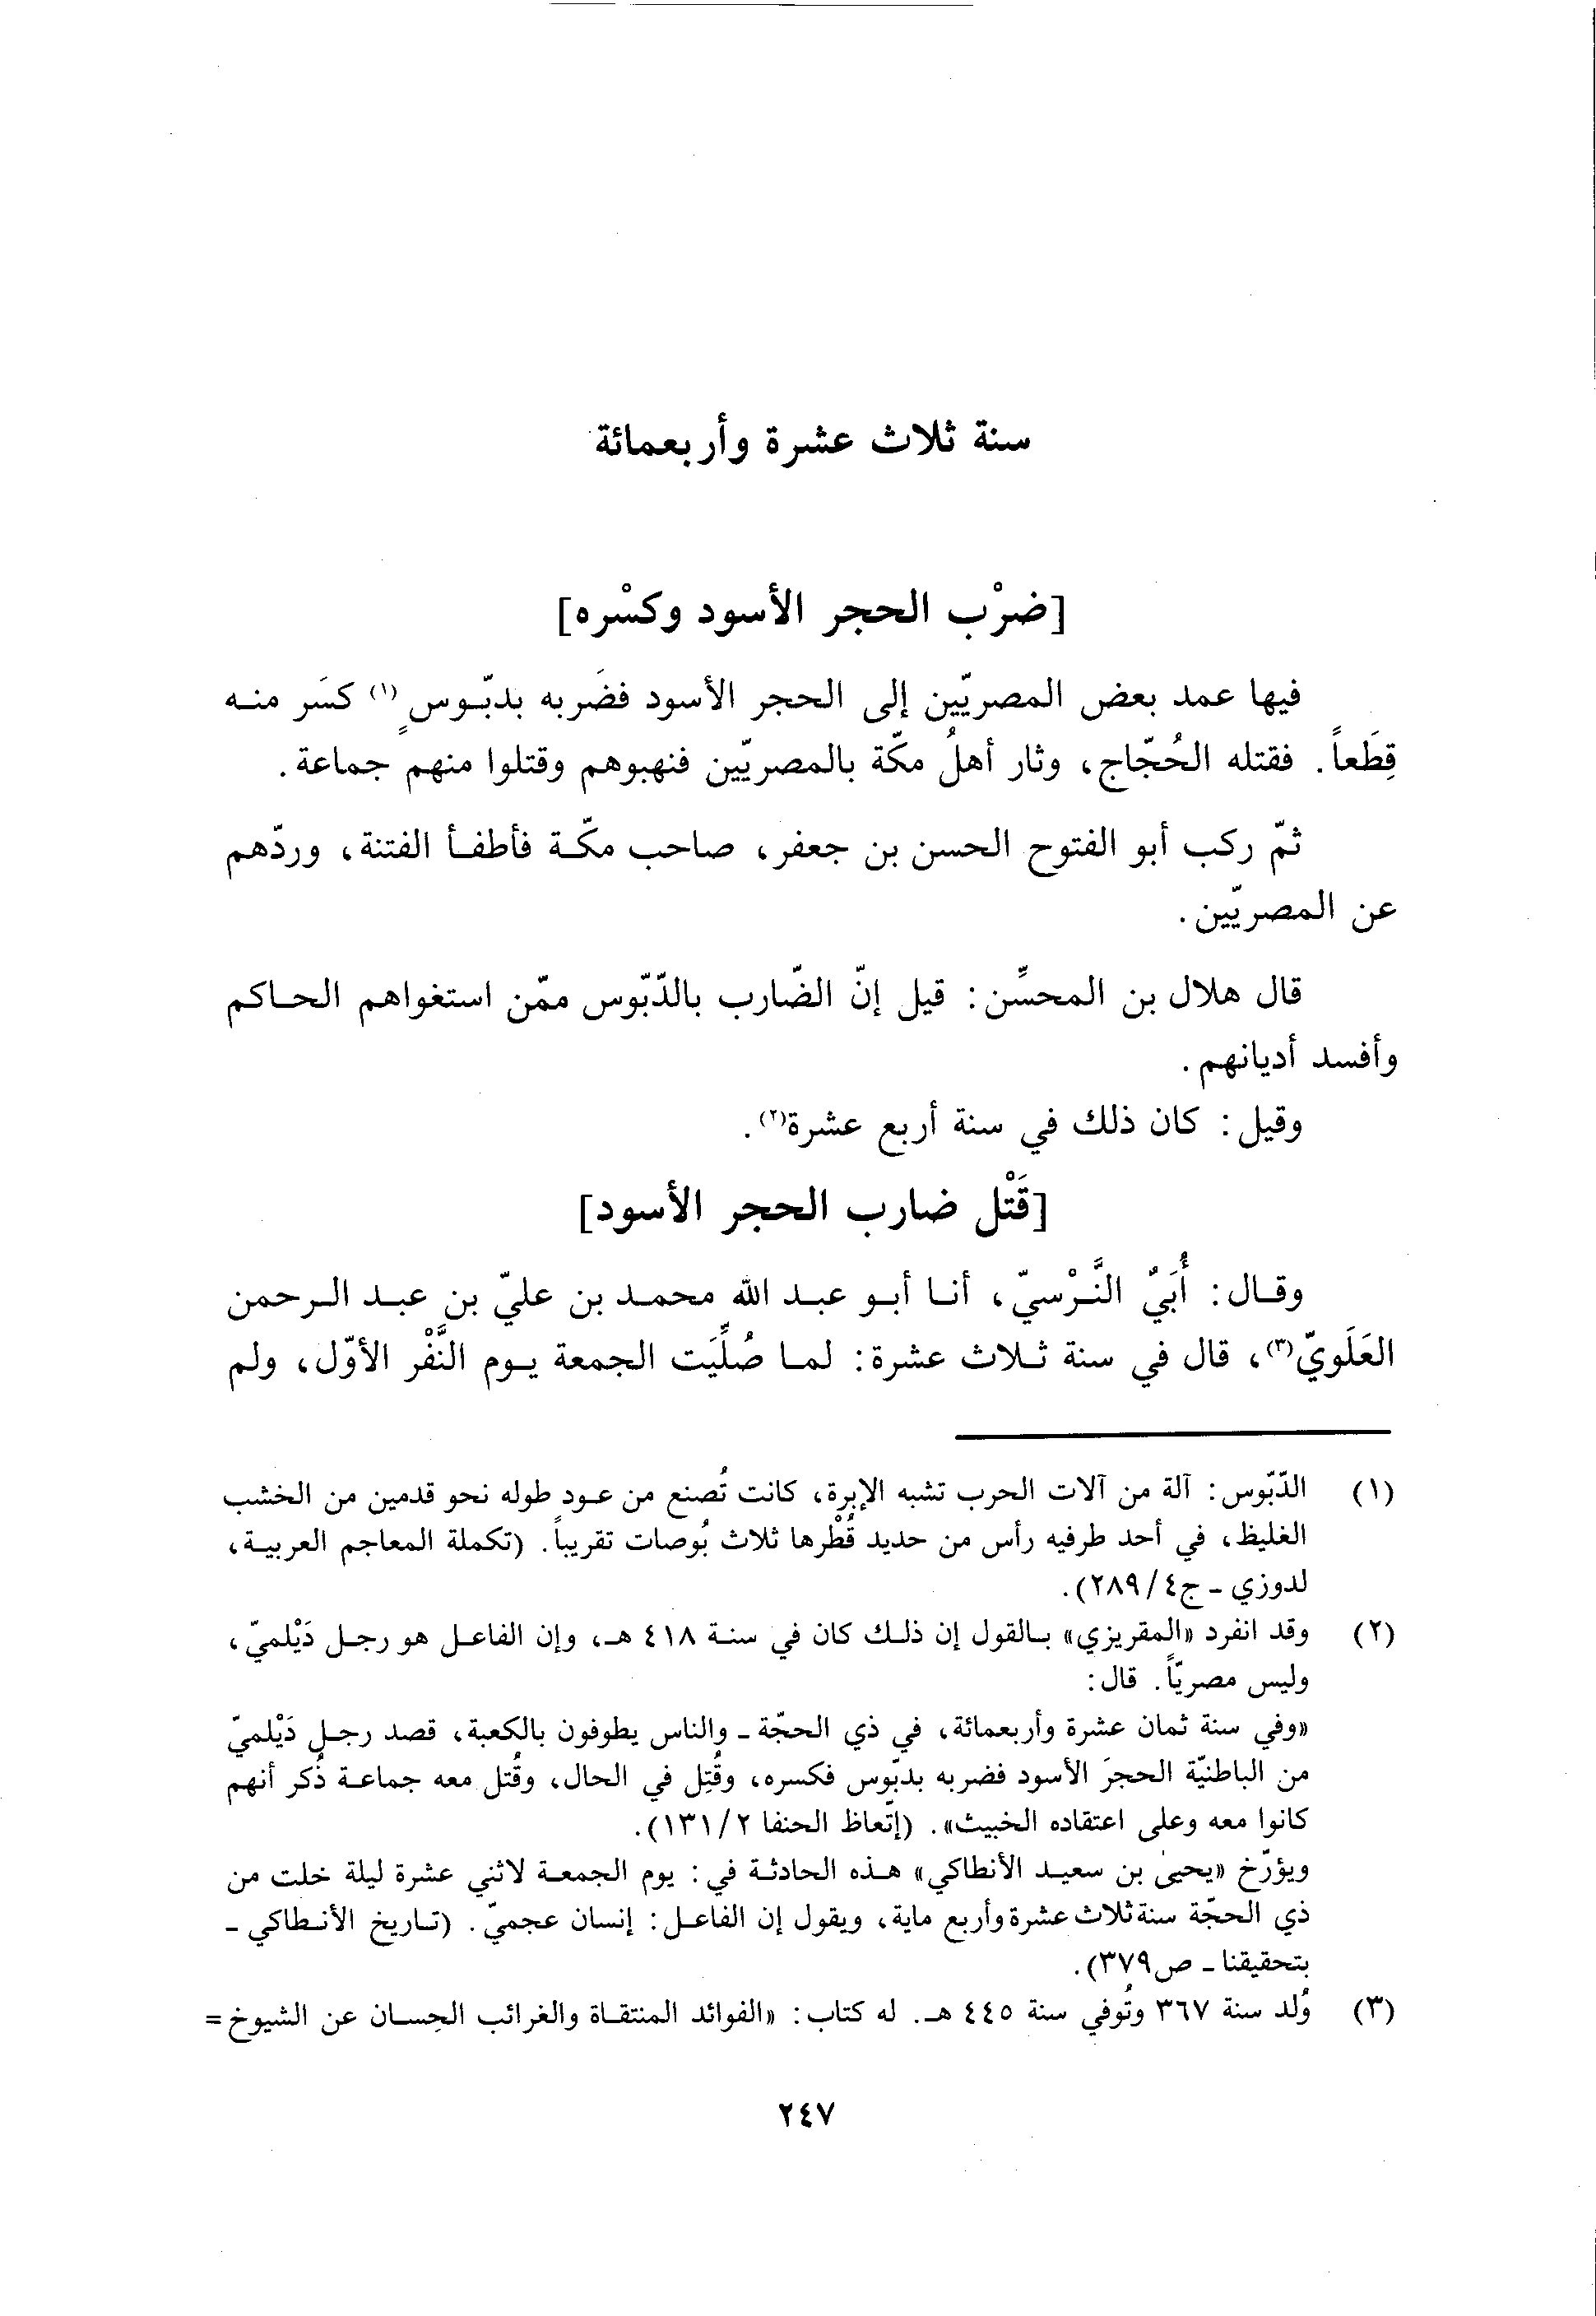 سنة ثلاث عشرة وأربعمائة
[ضرْب الحجر الأسود وكسْره]
فيها عمد بعض المصريّين إلى الحجر الأسود فضَربه بدبّوسٍ(١) كسَر منه
قِطَعاً. فقتله الحُجّاج، وثار أهلُ مكّة بالمصريّين فنهبوهم وقتلوا منهم جماعة.
ثمّ ركب أبو الفتوح الحسن بن جعفر، صاحب مكّة فأطفأ الفتنة، وردّهم
عن المصريّين.
قال هلال بن المحسِّن: قيل إنّ الضّارب بالدّبّوس ممّن استغواهم الحاكم
وأفسد أديانهم.
وقيل: كان ذلك في سنة أربع عشرة(٢).
[قَتْل ضارب الحجر الأسود]
وقال: أُبَيٌ النَّرْسيّ، أنا أبو عبد الله محمد بن عليّ بن عبد الرحمن
العَلَويّ(٣)، قال في سنة ثلاث عشرة: لما صُلِّيَت الجمعة يوم النَّفْر الأوّل، ولم
(١) الدّبّوس: آلة من آلات الحرب تشبه الإبرة، كانت تُصنع من عود طوله نحو قدمين من الخشب
الغليظ، في أحد طرفيه رأس من حديد قُطْرها ثلاث بُوصات تقريباً. (تكملة المعاجم العربية،
لدوزي - ج٤/٢٨٩).
(٢) وقد انفرد «المقريزي» بالقول إن ذلك كان في سنة ٤١٨ هـ، وإن الفاعل هو رجل دَيْلميّ،
وليس مصريّاً. قال:
«وفي سنة ثمان عشرة وأربعمائة، في ذي الحجّة - والناس يطوفون بالكعبة، قصد رجل دَيْلميّ
من الباطنيّة الحجرَ الأسود فضربه بدبّوس فكسره، وقُتِل في الحال، وقُتل معه جماعة ذُكر أنهم
كانوا معه وعلى اعتقاده الخبيث». (إتّعاظ الحنفا ٢/١٣١).
ويؤرّخ «يحيى بن سعيد الأنطاكي» هذه الحادثة في: يوم الجمعة لاثني عشرة ليلة خلت من
ذي الحجّة سنة ثلاث عشرة وأربع ماية، ويقول إن الفاعل: إنسان عجميّ. (تاريخ الأنطاكي -
بتحقيقنا - ص٣٧٩).
(٣) وُلد سنة ٣٦٧ وتُوفي سنة ٤٤٥ هـ. له كتاب: «الفوائد المنتقاة والغرائب الحِسان عن الشيوخ =
٢٤٧